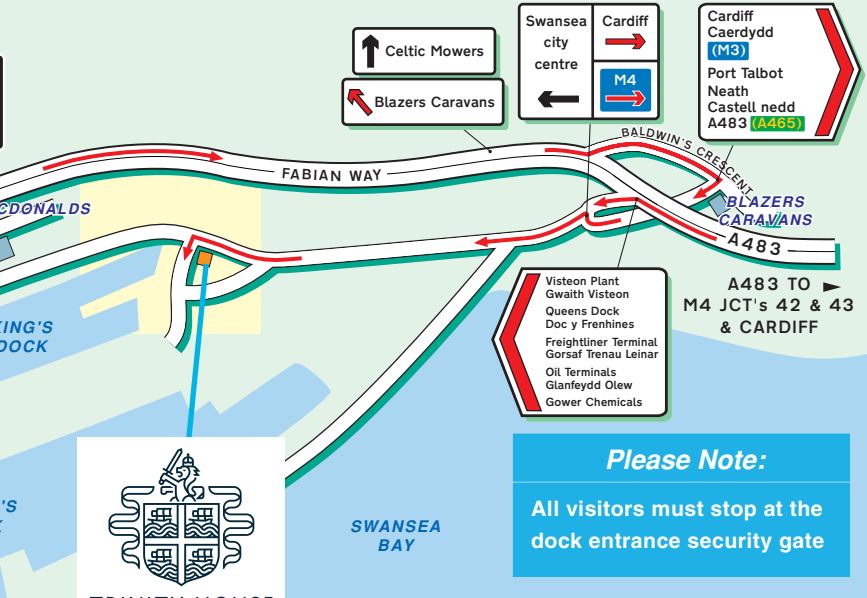 Celtic Mowers
Blazers Caravans
Swansea
city
centre
Cardiff
M4
Cardiff
Caerdydd
(M3)
Port Talbot
Neath
Castell nedd
A483 (A465)
BALDWIN'S CRESCENT
FABIAN WAY
CDONALDS
BLAZERS
CARAVANS
A483
A483 TO
M4 JCT's 42 & 43
& CARDIFF
Visteon Plant
Gwaith Visteon
Queens Dock
Doc y Frenhines
Freightliner Terminal
Gorsaf Trenau Leinar
Oil Terminals
Glanfeydd Olew
Gower Chemicals
KING'S
DOCK
'S
SWANSEA
BAY
Please Note:
All visitors must stop at the
dock entrance security gate
TRINITY HOUSE